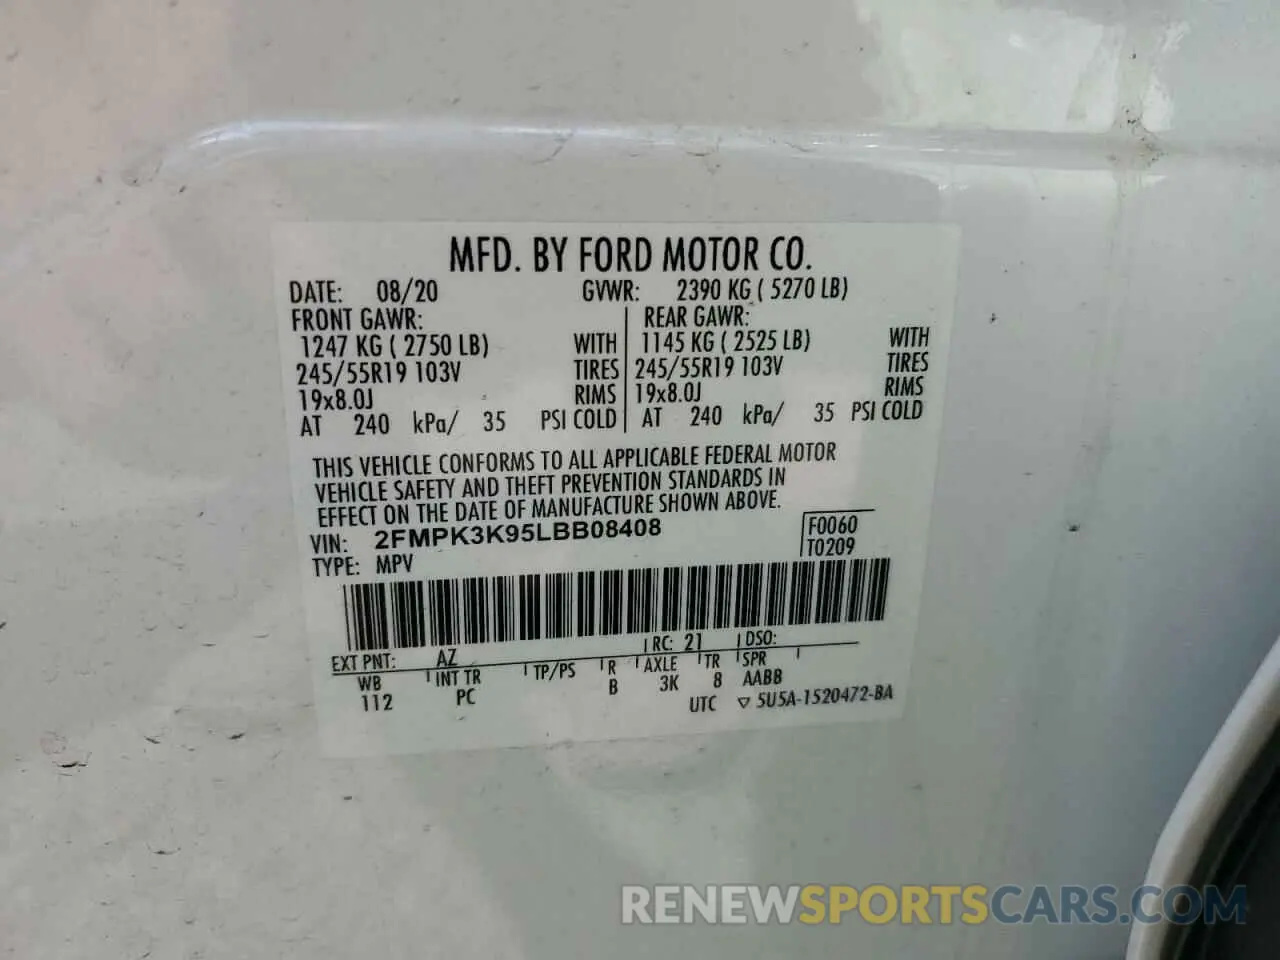 MFD. BY FORD MOTOR CO.
DATE: 08/20 GVWR: 2390 KG ( 5270 LB)
FRONT GAWR: REAR GAWR:
1247 KG ( 2750 LB) WITH 1145 KG ( 2525 LB) WITH
245/55R19 103V TIRES 245/55R19 103V TIRES
19x8.0J RIMS 19x8.0J RIMS
AT 240 kPa/ 35 PSI COLD AT 240 kPa/ 35 PSI COLD
THIS VEHICLE CONFORMS TO ALL APPLICABLE FEDERAL MOTOR
VEHICLE SAFETY AND THEFT PREVENTION STANDARDS IN
EFFECT ON THE DATE OF MANUFACTURE SHOWN ABOVE.
VIN: 2FMPK3K95LBB08408 F0060
TYPE: MPV T0209
EXT PNT: AZ RC: 21 DSO:
WB INT TR TP/PS R AXLE TR SPR
112 PC B 3K 8 AABB
UTC ▽ 5U5A-1520472-BA
RENEWSPORTSCARS.COM